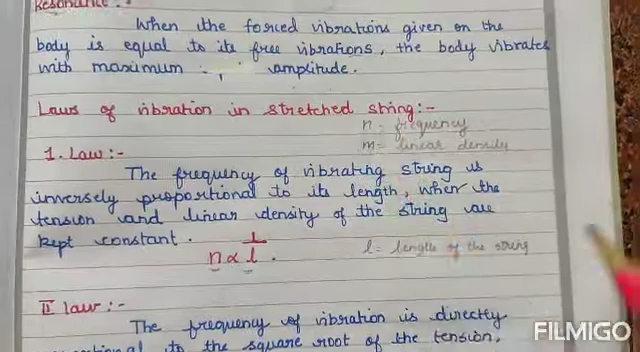 Resonance :
When the forced vibrations given on the
body is equal to its free vibrations, the body vibrates
with maximum amplitude.
Laws of vibration in stretched string:-
n = frequency
m = linear density
1. Law :-
The frequency of vibrating string is
inversely propositional to its length, when the
tension and linear density of the string are
kept constant.
n ∝ 1/l .
l = length of the string
II law :-
The frequency of vibration is directly
to the square root of the tension,
FILMIGO